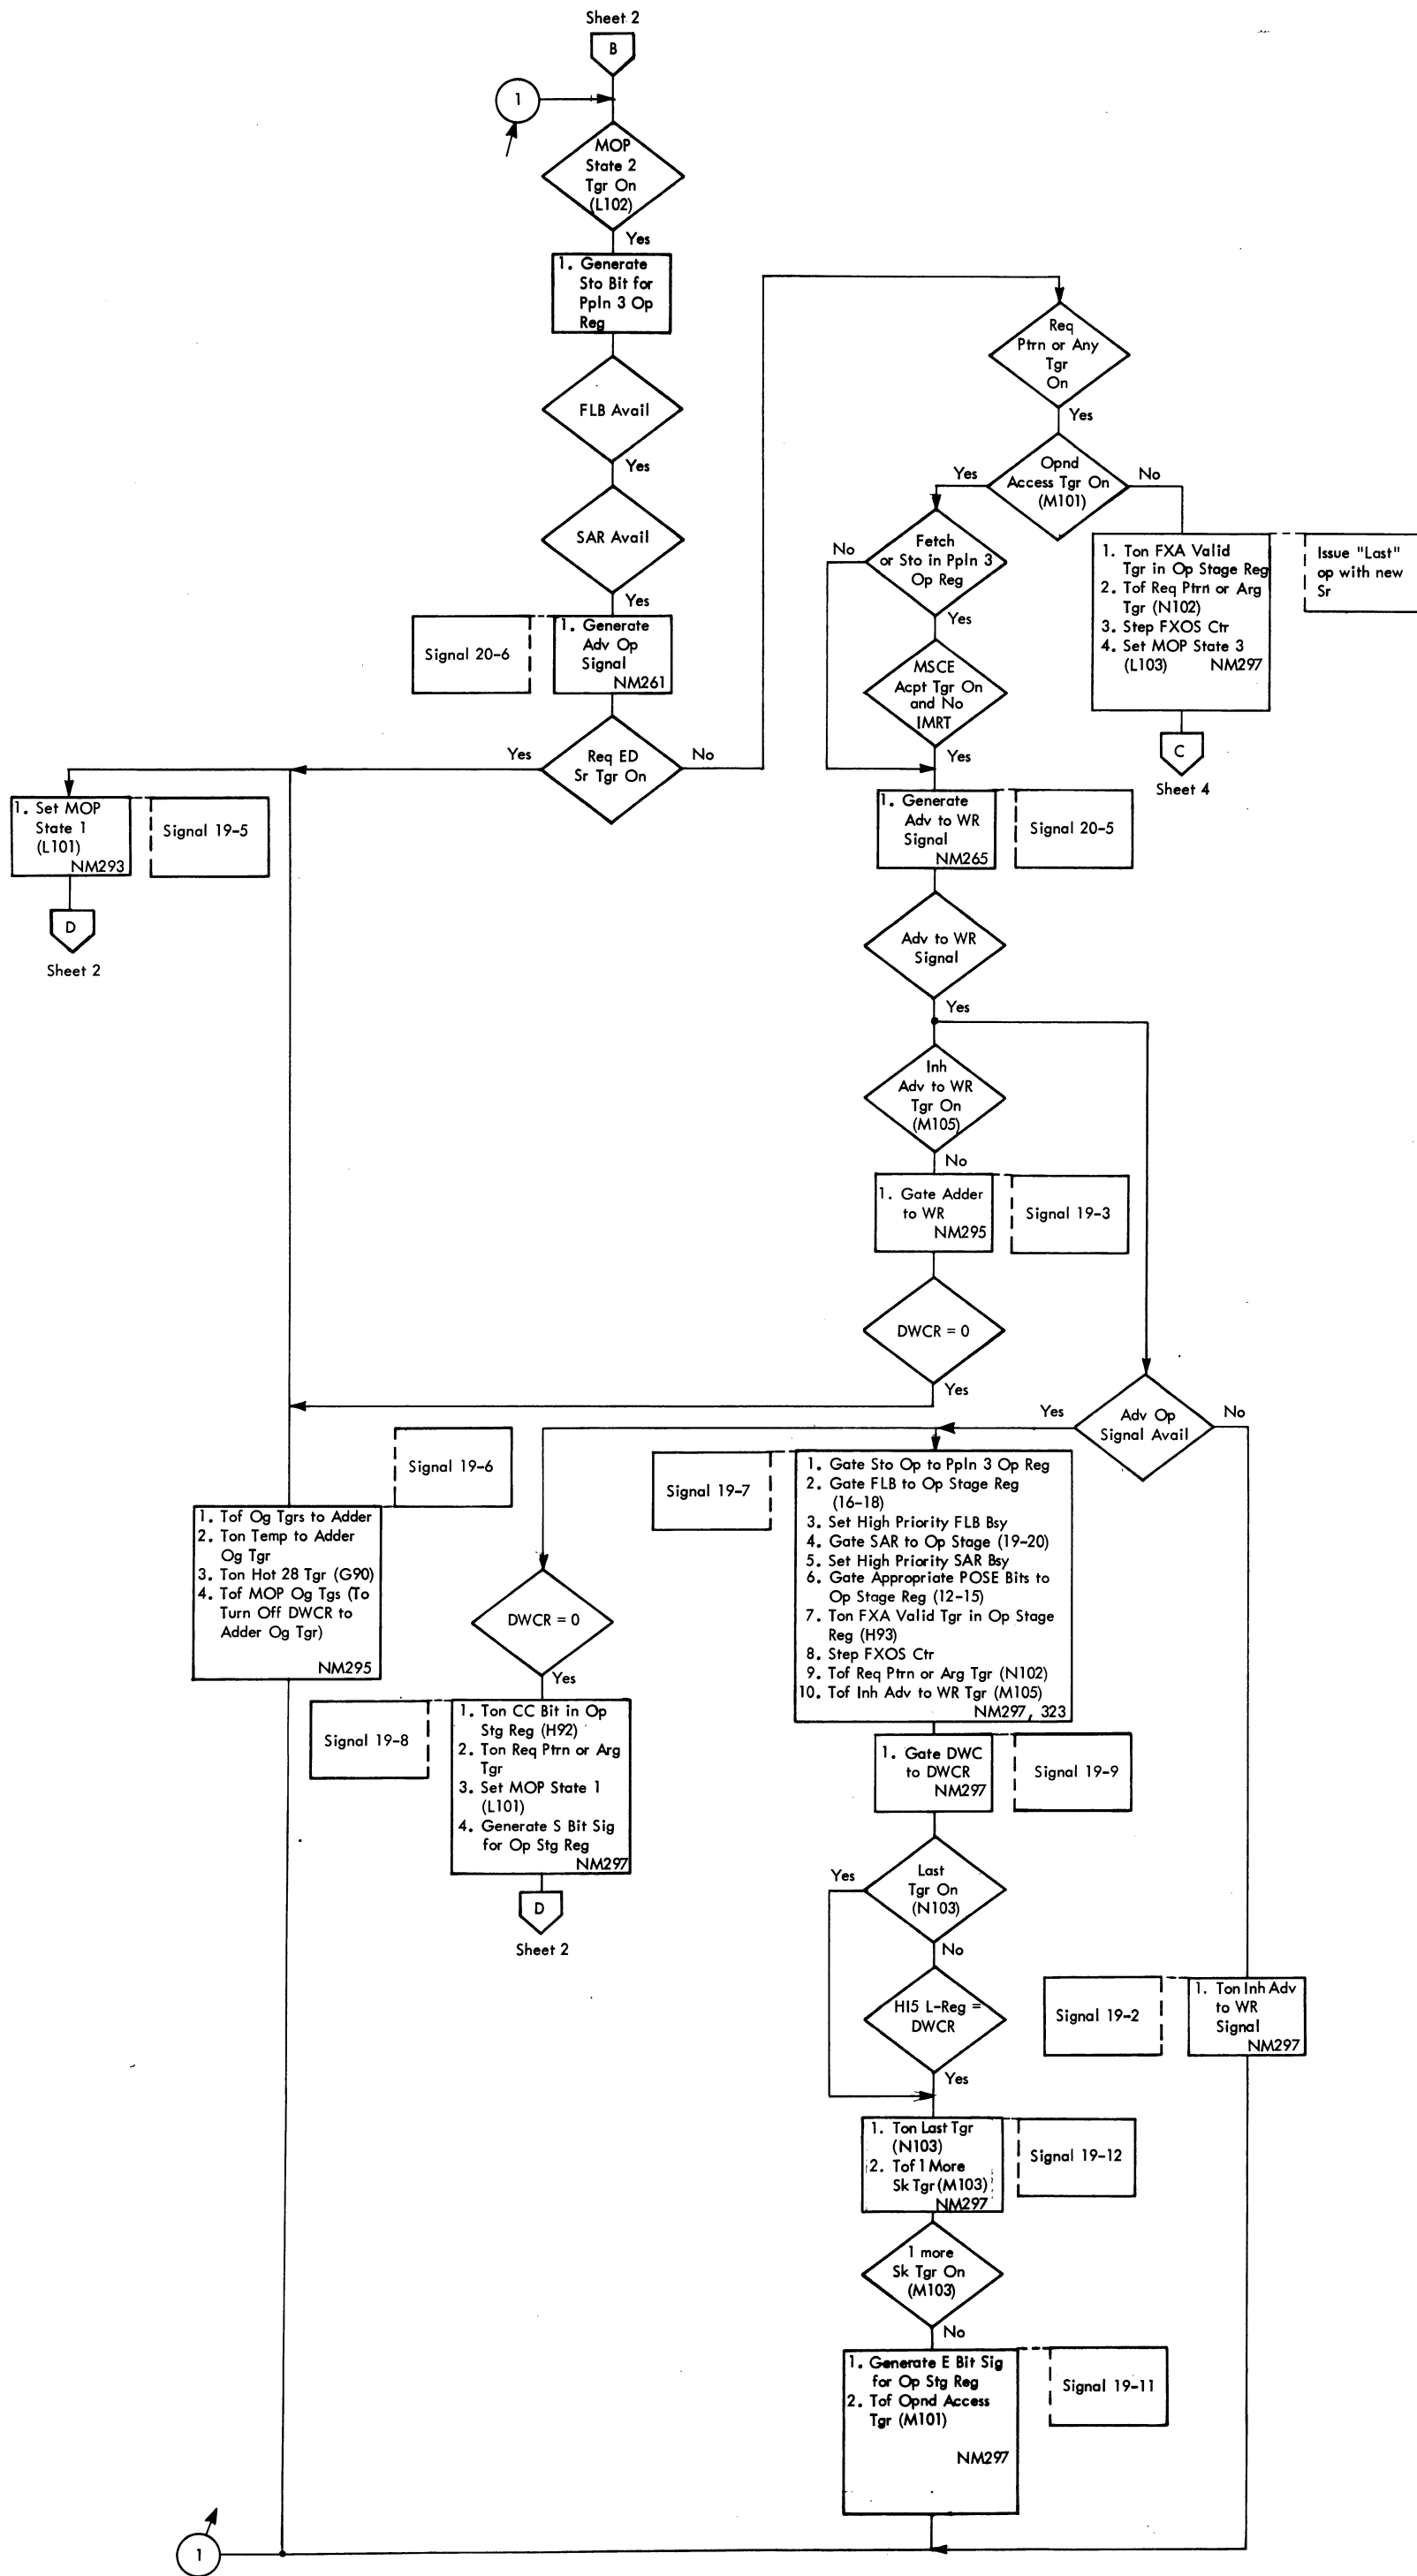 Sheet 2
B
1
MOP
State 2
Tgr On
(L102)
Yes
1. Generate
Sto Bit for
Ppln 3 Op
Reg
FLB Avail
Yes
SAR Avail
Yes
Signal 20-6
1. Generate
Adv Op
Signal
NM261
Req ED
Sr Tgr On
Yes
No
1. Set MOP
State 1
(L101)
NM293
Signal 19-5
D
Sheet 2
Req
Ptrn or Any
Tgr
On
Yes
Opnd
Access Tgr On
(M101)
Yes
No
1. Ton FXA Valid
Tgr in Op Stage Reg
2. Tof Req Ptrn or Arg
Tgr (N102)
3. Step FXOS Ctr
4. Set MOP State 3
(L103) NM297
Issue "Last"
op with new
Sr
C
Sheet 4
Fetch
or Sto in Ppln 3
Op Reg
No
Yes
MSCE
Acpt Tgr On
and No
IMRT
Yes
1. Generate
Adv to WR
Signal
NM265
Signal 20-5
Adv to WR
Signal
Yes
Inh
Adv to WR
Tgr On
(M105)
No
1. Gate Adder
to WR
NM295
Signal 19-3
DWCR = 0
Yes
Adv Op
Signal Avail
Yes
No
Signal 19-6
1. Tof Og Tgrs to Adder
2. Ton Temp to Adder
Og Tgr
3. Ton Hot 28 Tgr (G90)
4. Tof MOP Og Tgs (To
Turn Off DWCR to
Adder Og Tgr)
NM295
DWCR = 0
Yes
Signal 19-8
1. Ton CC Bit in Op
Stg Reg (H92)
2. Ton Req Ptrn or Arg
Tgr
3. Set MOP State 1
(L101)
4. Generate S Bit Sig
for Op Stg Reg
NM297
D
Sheet 2
Signal 19-7
1. Gate Sto Op to Ppln 3 Op Reg
2. Gate FLB to Op Stage Reg
(16-18)
3. Set High Priority FLB Bsy
4. Gate SAR to Op Stage (19-20)
5. Set High Priority SAR Bsy
6. Gate Appropriate POSE Bits to
Op Stage Reg (12-15)
7. Ton FXA Valid Tgr in Op Stage
Reg (H93)
8. Step FXOS Ctr
9. Tof Req Ptrn or Arg Tgr (N102)
10. Tof Inh Adv to WR Tgr (M105)
NM297, 323
1. Gate DWC
to DWCR
NM297
Signal 19-9
Last
Tgr On
(N103)
Yes
No
HI5 L-Reg =
DWCR
Yes
Signal 19-2
1. Ton Inh Adv
to WR
Signal
NM297
1. Ton Last Tgr
(N103)
2. Tof 1 More
Sk Tgr (M103)
NM297
Signal 19-12
1 more
Sk Tgr On
(M103)
No
1. Generate E Bit Sig
for Op Stg Reg
2. Tof Opnd Access
Tgr (M101)
NM297
Signal 19-11
1